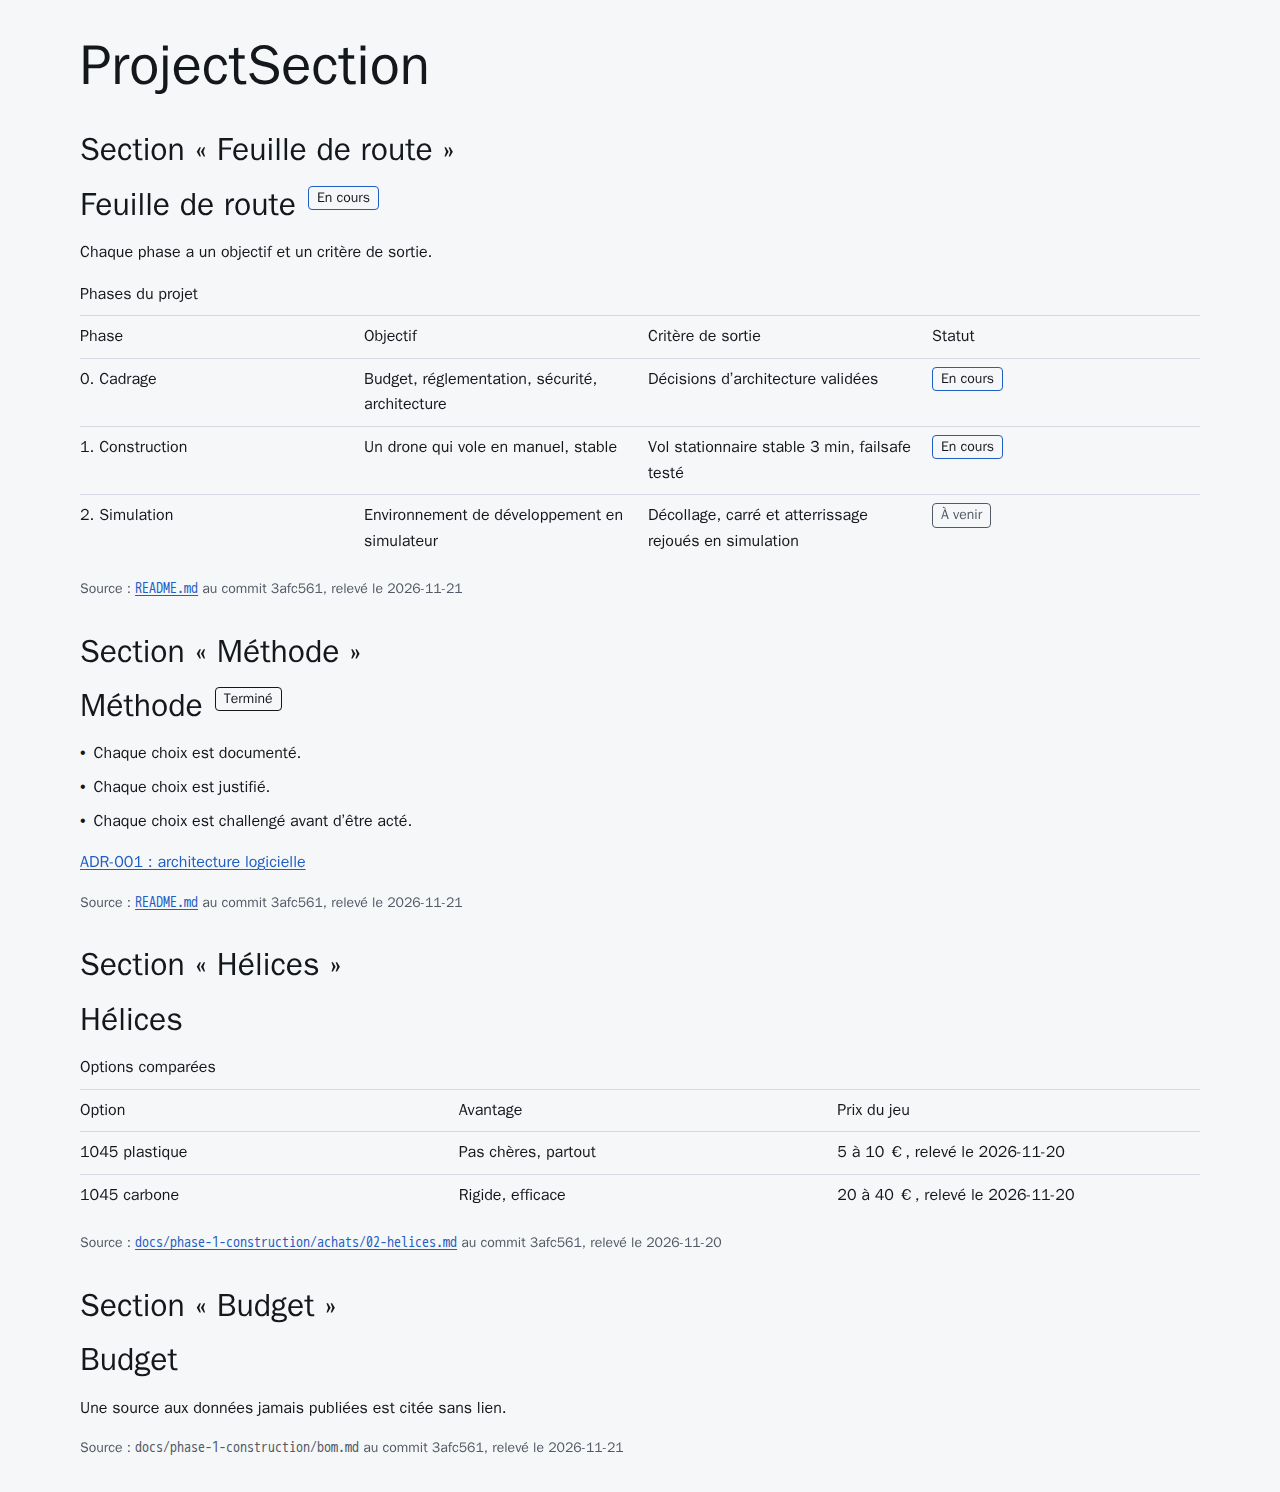 ProjectSection
Section « Feuille de route »
Feuille de route En cours
Chaque phase a un objectif et un critère de sortie.
Phases du projet
Phase Objectif Critère de sortie Statut
0. Cadrage Budget, réglementation, sécurité, Décisions d'architecture validées En cours
architecture
1. Construction Un drone qui vole en manuel, stable Vol stationnaire stable 3 min, failsafe En cours
testé
2. Simulation Environnement de développement en Décollage, carré et atterrissage À venir
simulateur rejoués en simulation
Source : README.md au commit 3afc561, relevé le 2026-11-21
Section « Méthode »
Méthode Terminé
• Chaque choix est documenté.
• Chaque choix est justifié.
• Chaque choix est challengé avant d'être acté.
ADR-001 : architecture logicielle
Source : README.md au commit 3afc561, relevé le 2026-11-21
Section « Hélices »
Hélices
Options comparées
Option Avantage Prix du jeu
1045 plastique Pas chères, partout 5 à 10 €, relevé le 2026-11-20
1045 carbone Rigide, efficace 20 à 40 €, relevé le 2026-11-20
Source : docs/phase-1-construction/achats/02-helices.md au commit 3afc561, relevé le 2026-11-20
Section « Budget »
Budget
Une source aux données jamais publiées est citée sans lien.
Source : docs/phase-1-construction/bom.md au commit 3afc561, relevé le 2026-11-21